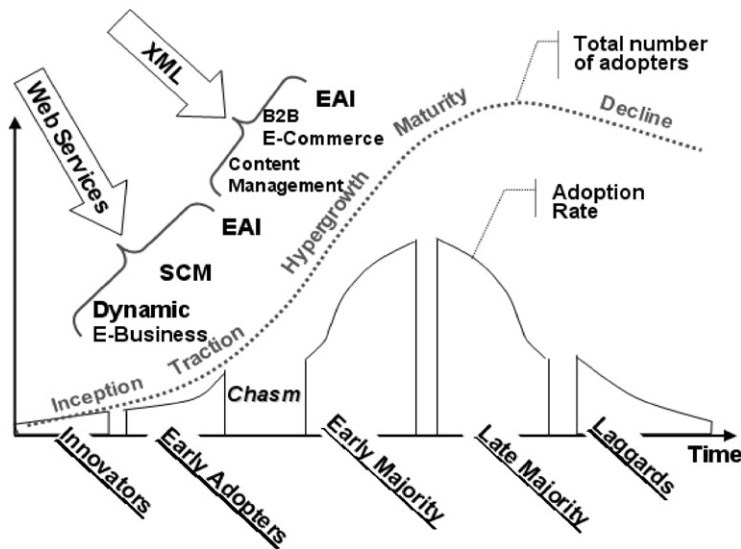 XML
Web Services
EAI
B2B
E-Commerce
Content
Management
EAI
SCM
Dynamic
E-Business
Total number
of adopters
Adoption
Rate
Inception
Traction
Hypergrowth
Maturity
Decline
Chasm
Innovators
Early Adopters
Early Majority
Late Majority
Laggards
Time